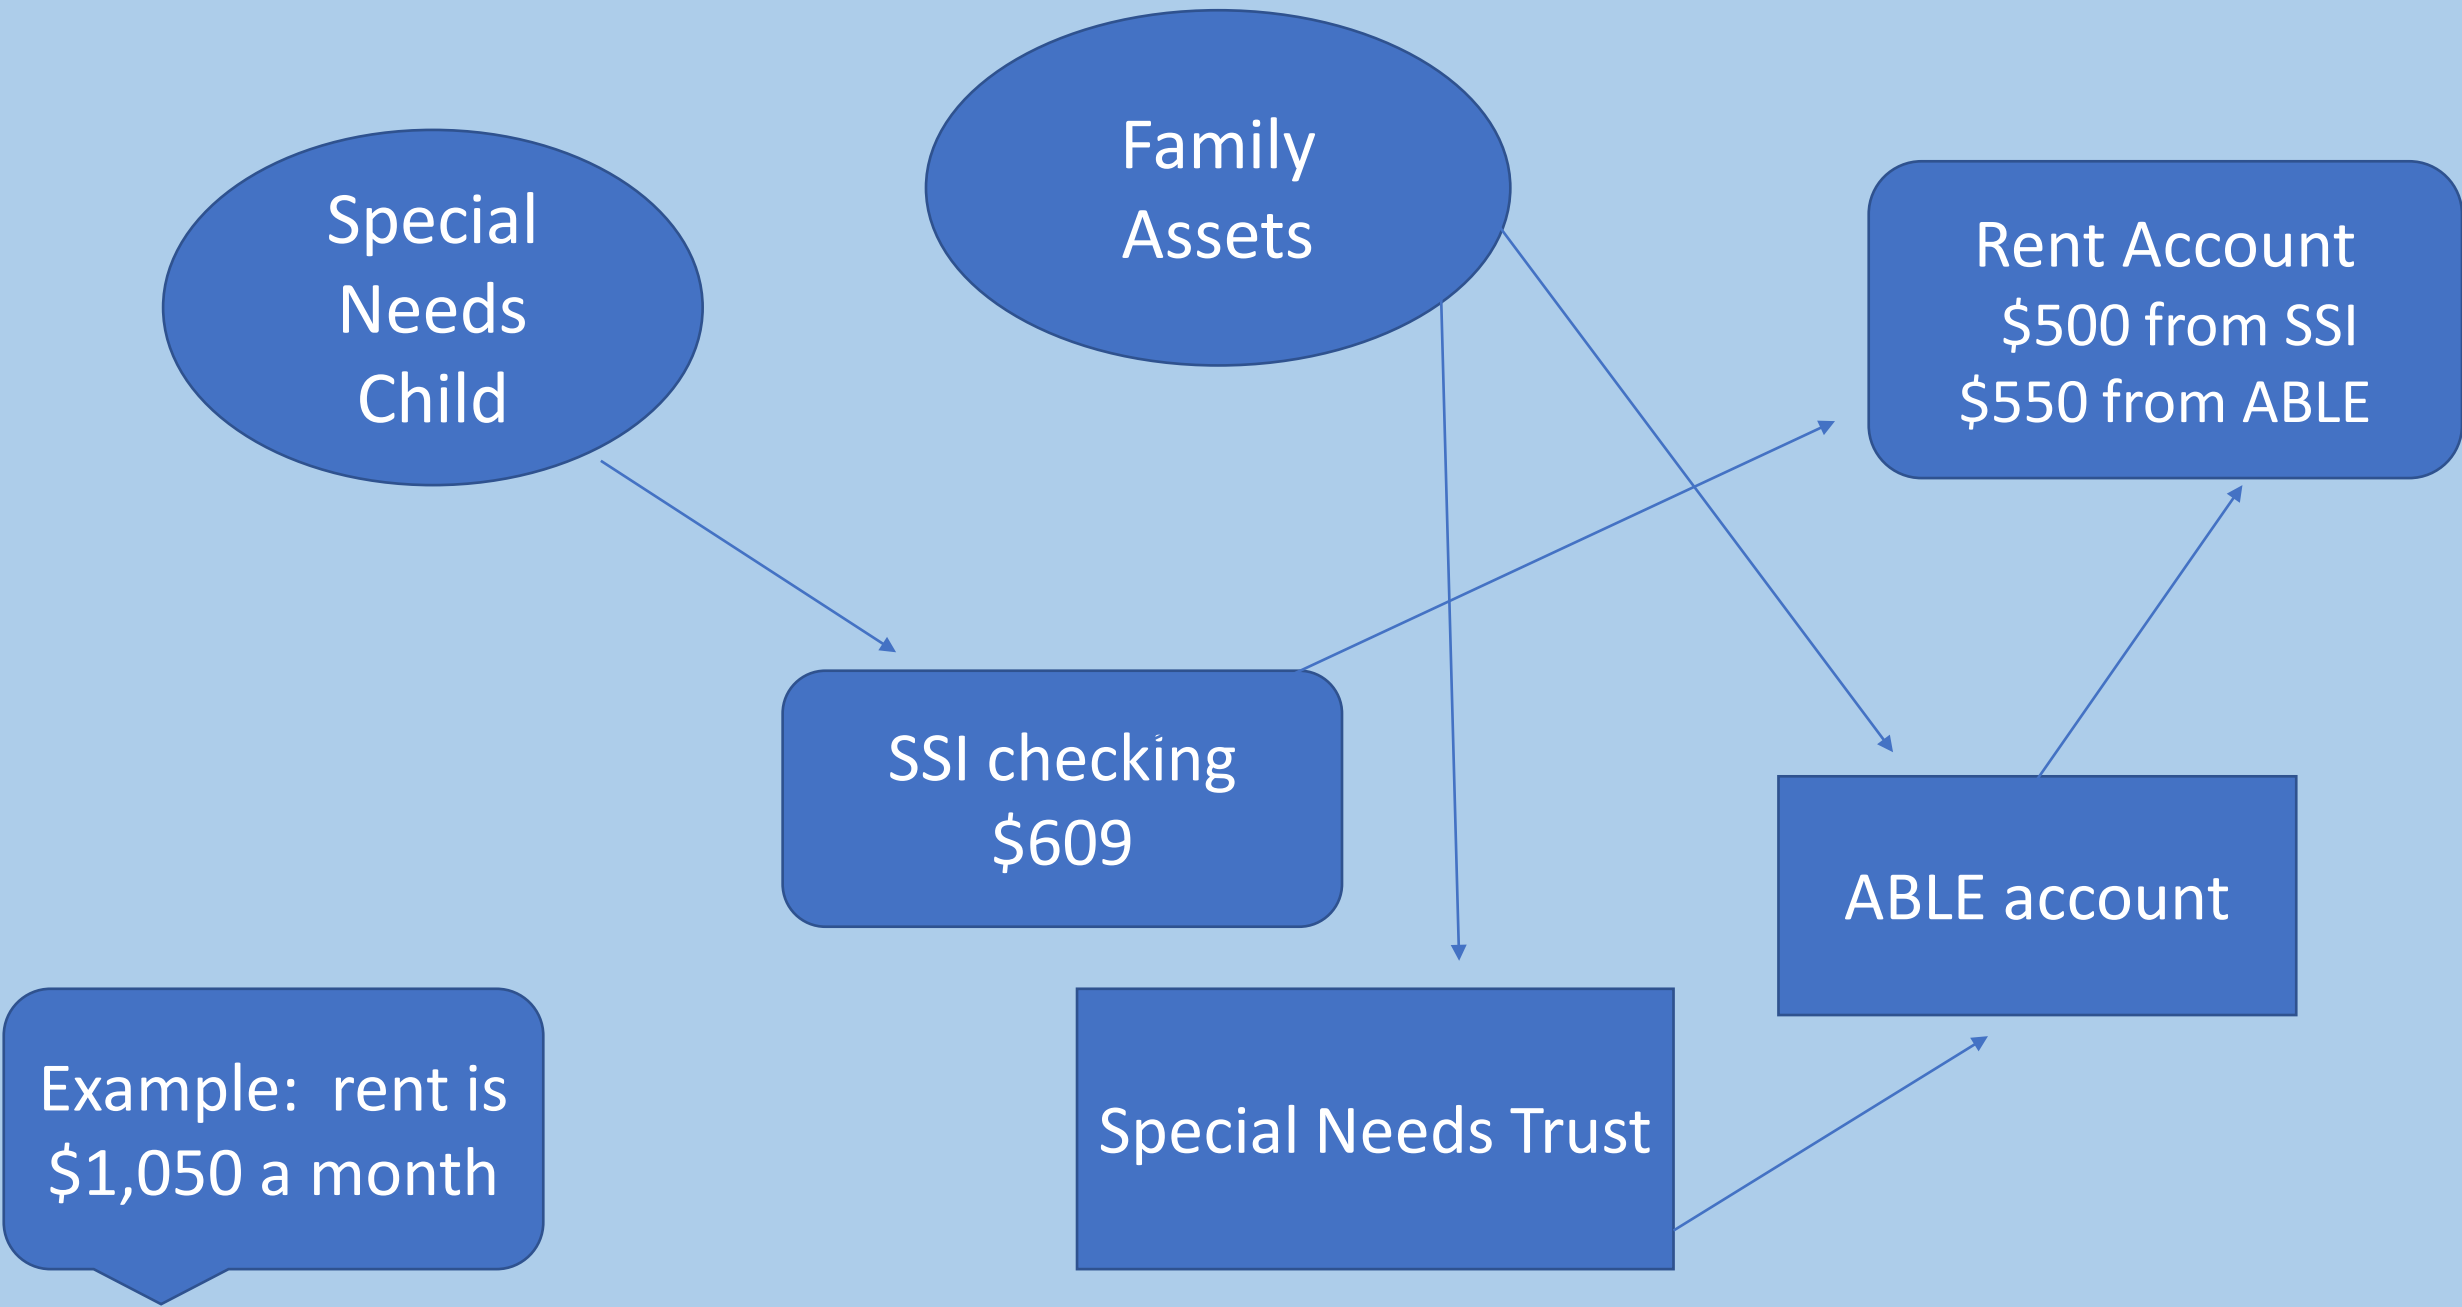 Special
Needs
Child
Family
Assets
Rent Account
$500 from SSI
$550 from ABLE
SSI checking
$609
ABLE account
Special Needs Trust
Example:  rent is
$1,050 a month